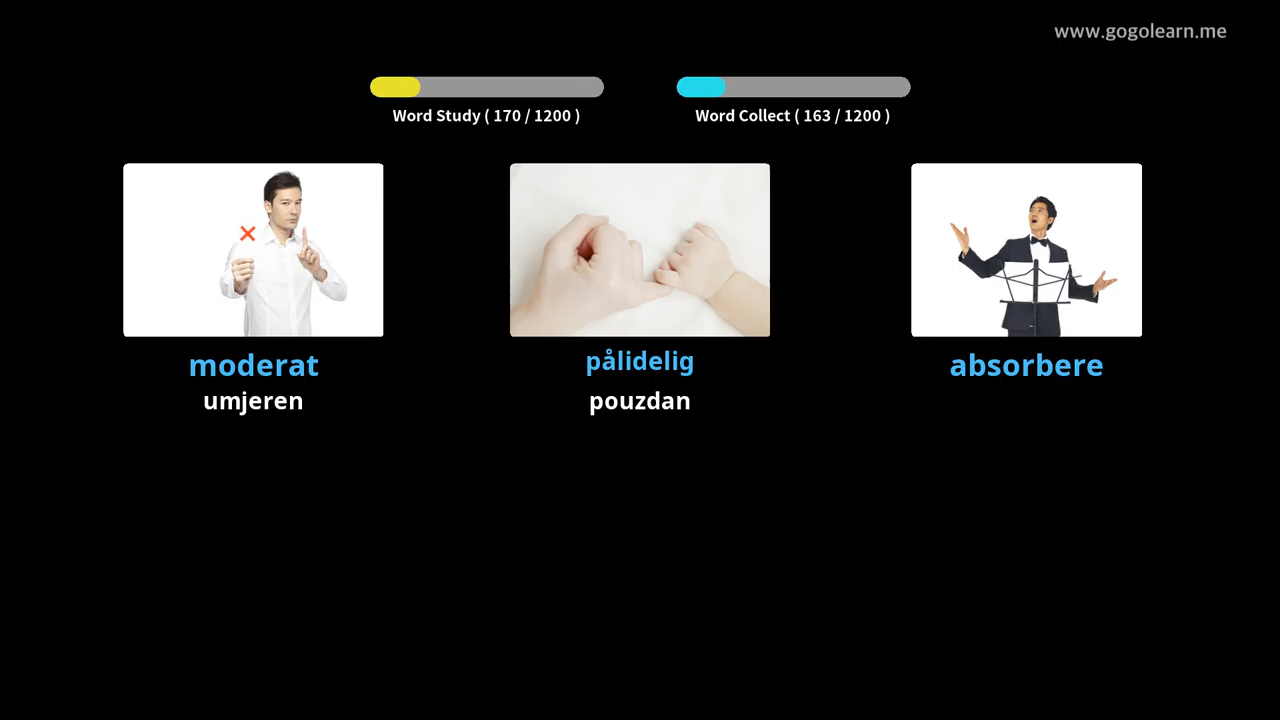 www.gogolearn.me
Word Study ( 170 / 1200 )
Word Collect ( 163 / 1200 )
moderat
umjeren
pålidelig
pouzdan
absorbere